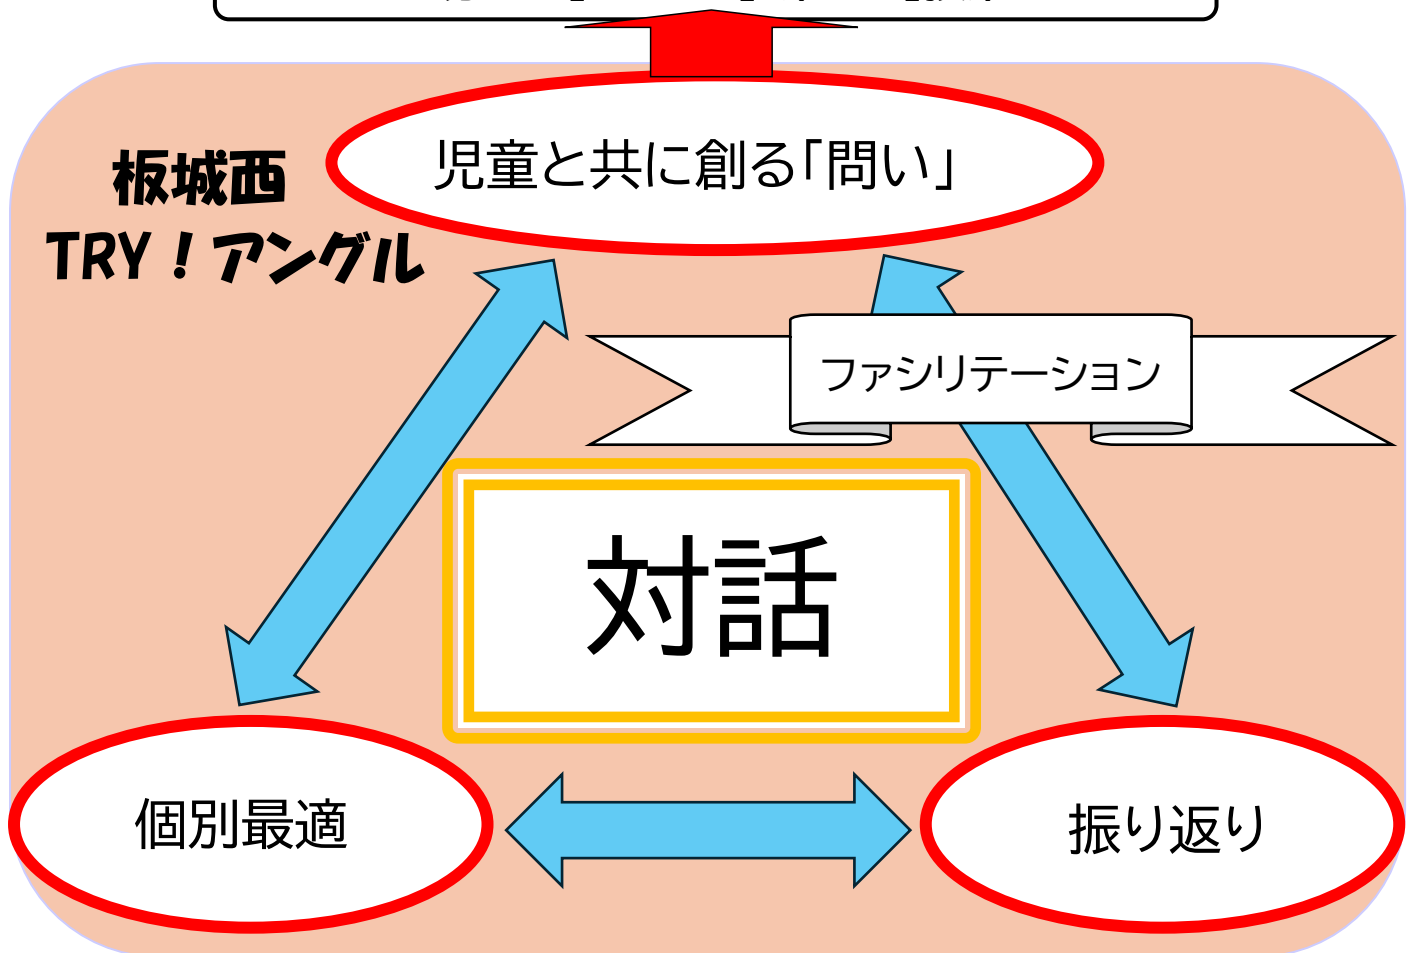 児童と共に創る「問い」
板城西
TRY！アングル
ファシリテーション
対話
個別最適
振り返り